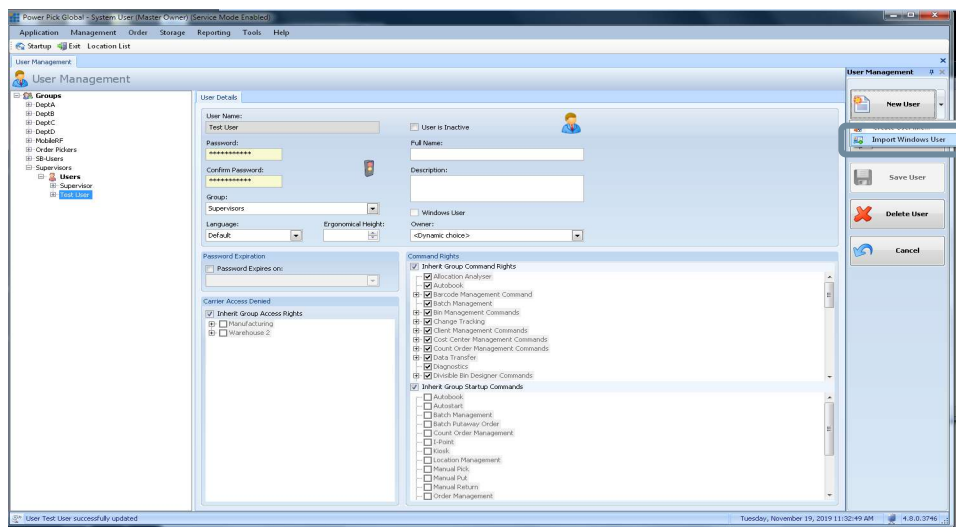 Power Pick Global - System User (Master Owner) (Service Mode Enabled)
Application Management Order Storage Reporting Tools Help
Startup Exit Location List
User Management
User Management
Groups
DeptA
DeptB
DeptC
DeptD
MobileRF
Order Pickers
SB-Users
Supervisors
Users
Supervisor
Test User
User Details
User Name:
Test User
User is Inactive
Password:
***********
Full Name:
Confirm Password:
***********
Description:
Group:
Supervisors
Windows User
Language:
Ergonomical Height:
Owner:
Default
<Dynamic choice>
Password Expiration
Password Expires on:
Carrier Access Denied
Inherit Group Access Rights
Manufacturing
Warehouse 2
Command Rights
Inherit Group Command Rights
Allocation Analyser
Autobook
Barcode Management Command
Batch Management
Bin Management Commands
Change Tracking
Client Management Commands
Cost Center Management Commands
Count Order Management Commands
Data Transfer
Diagnostics
Divisible Bin Designer Commands
Inherit Group Startup Commands
Autobook
Autostart
Batch Management
Batch Putaway Order
Count Order Management
I-Point
Kiosk
Location Management
Manual Pick
Manual Put
Manual Return
Order Management
User Management
New User
Import Windows User
Save User
Delete User
Cancel
User Test User successfully updated
Tuesday, November 19, 2019 11:32:49 AM
4.8.0.3746